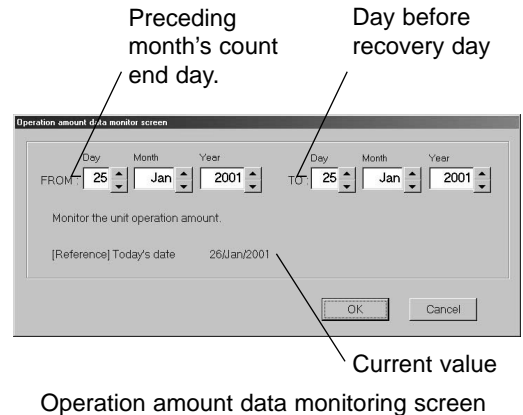 Preceding
month's count
end day.
Day before
recovery day
Operation amount data monitor screen
Day Month Year Day Month Year
FROM : 25 Jan 2001 TO : 25 Jan 2001
Monitor the unit operation amount.
[Reference] Today's date 26/Jan/2001
OK Cancel
Current value
Operation amount data monitoring screen